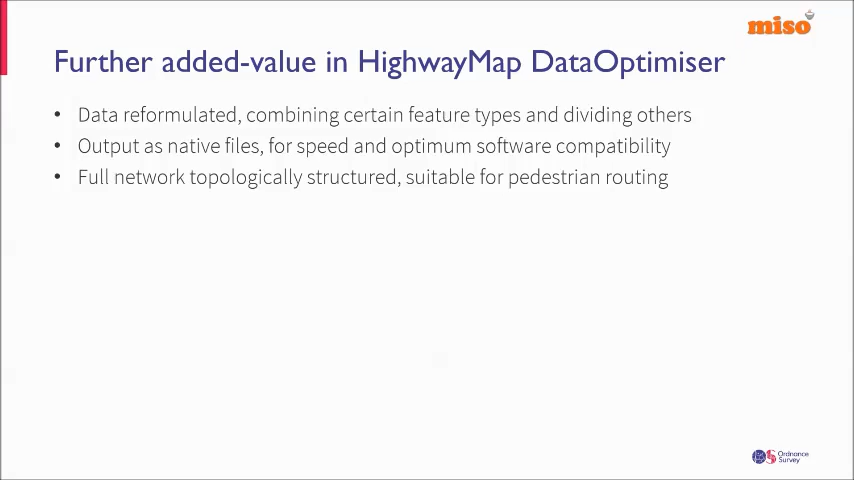 miso
Further added-value in HighwayMap DataOptimiser
• Data reformulated, combining certain feature types and dividing others
• Output as native files, for speed and optimum software compatibility
• Full network topologically structured, suitable for pedestrian routing
Ordnance
Survey